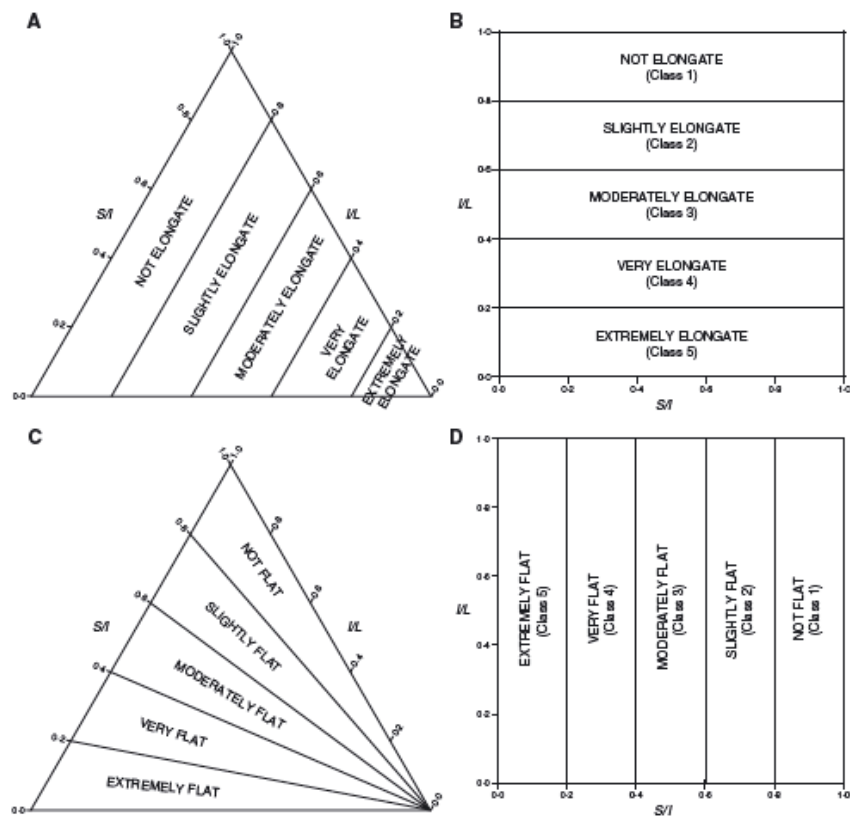 A
1·0
1·0
0·8
0·8
0·6
0·6
S/I
I/L
0·4
0·4
0·2
0·2
0·0
0·0
NOT ELONGATE
SLIGHTLY ELONGATE
MODERATELY ELONGATE
VERY
ELONGATE
EXTREMELY
ELONGATE
B
1·0
0·8
0·6
I/L
0·4
0·2
0·0
NOT ELONGATE
(Class 1)
SLIGHTLY ELONGATE
(Class 2)
MODERATELY ELONGATE
(Class 3)
VERY ELONGATE
(Class 4)
EXTREMELY ELONGATE
(Class 5)
0·0 0·2 0·4 0·6 0·8 1·0
S/I
C
1·0
1·0
0·8
0·8
0·6
0·6
S/I
I/L
0·4
0·4
0·2
0·2
0·0
0·0
NOT FLAT
SLIGHTLY FLAT
MODERATELY FLAT
VERY FLAT
EXTREMELY FLAT
D
1·0
0·8
0·6
I/L
0·4
0·2
0·0
EXTREMELY FLAT
(Class 5)
VERY FLAT
(Class 4)
MODERATELY FLAT
(Class 3)
SLIGHTLY FLAT
(Class 2)
NOT FLAT
(Class 1)
0·0 0·2 0·4 0·6 0·8 1·0
S/I